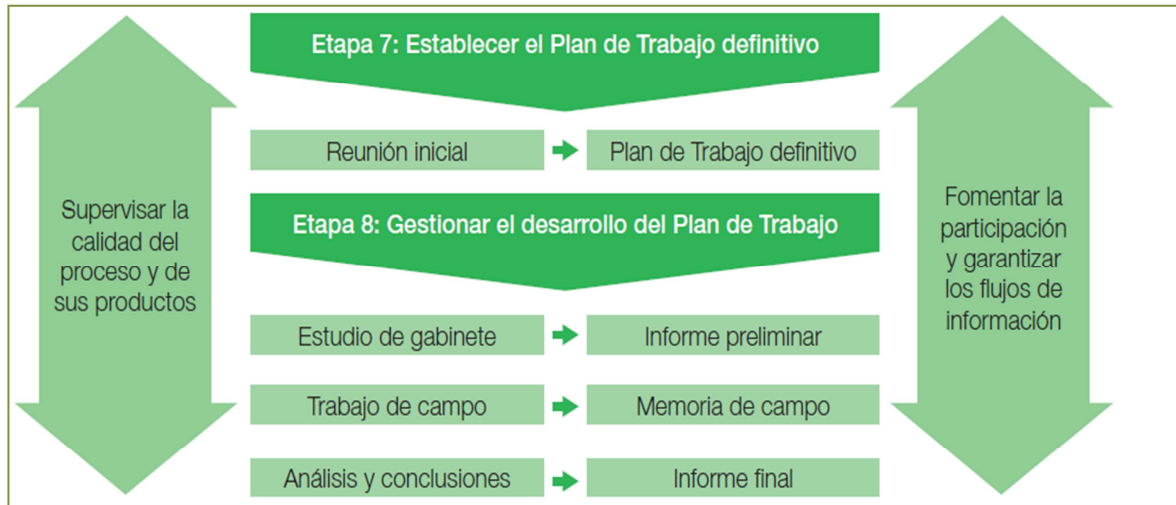 Etapa 7: Establecer el Plan de Trabajo definitivo
Reunión inicial
Plan de Trabajo definitivo
Supervisar la
calidad del
proceso y de
sus productos
Etapa 8: Gestionar el desarrollo del Plan de Trabajo
Fomentar la
participación
y garantizar
los flujos de
información
Estudio de gabinete
Informe preliminar
Trabajo de campo
Memoria de campo
Análisis y conclusiones
Informe final